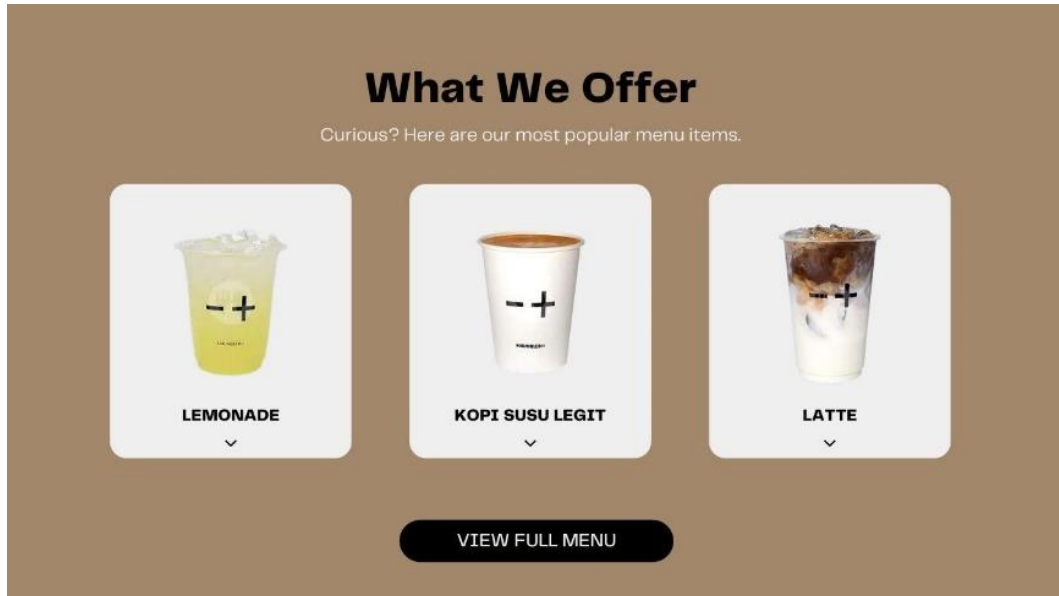 What We Offer
Curious? Here are our most popular menu items.
LEMONADE
KOPI SUSU LEGIT
LATTE
VIEW FULL MENU